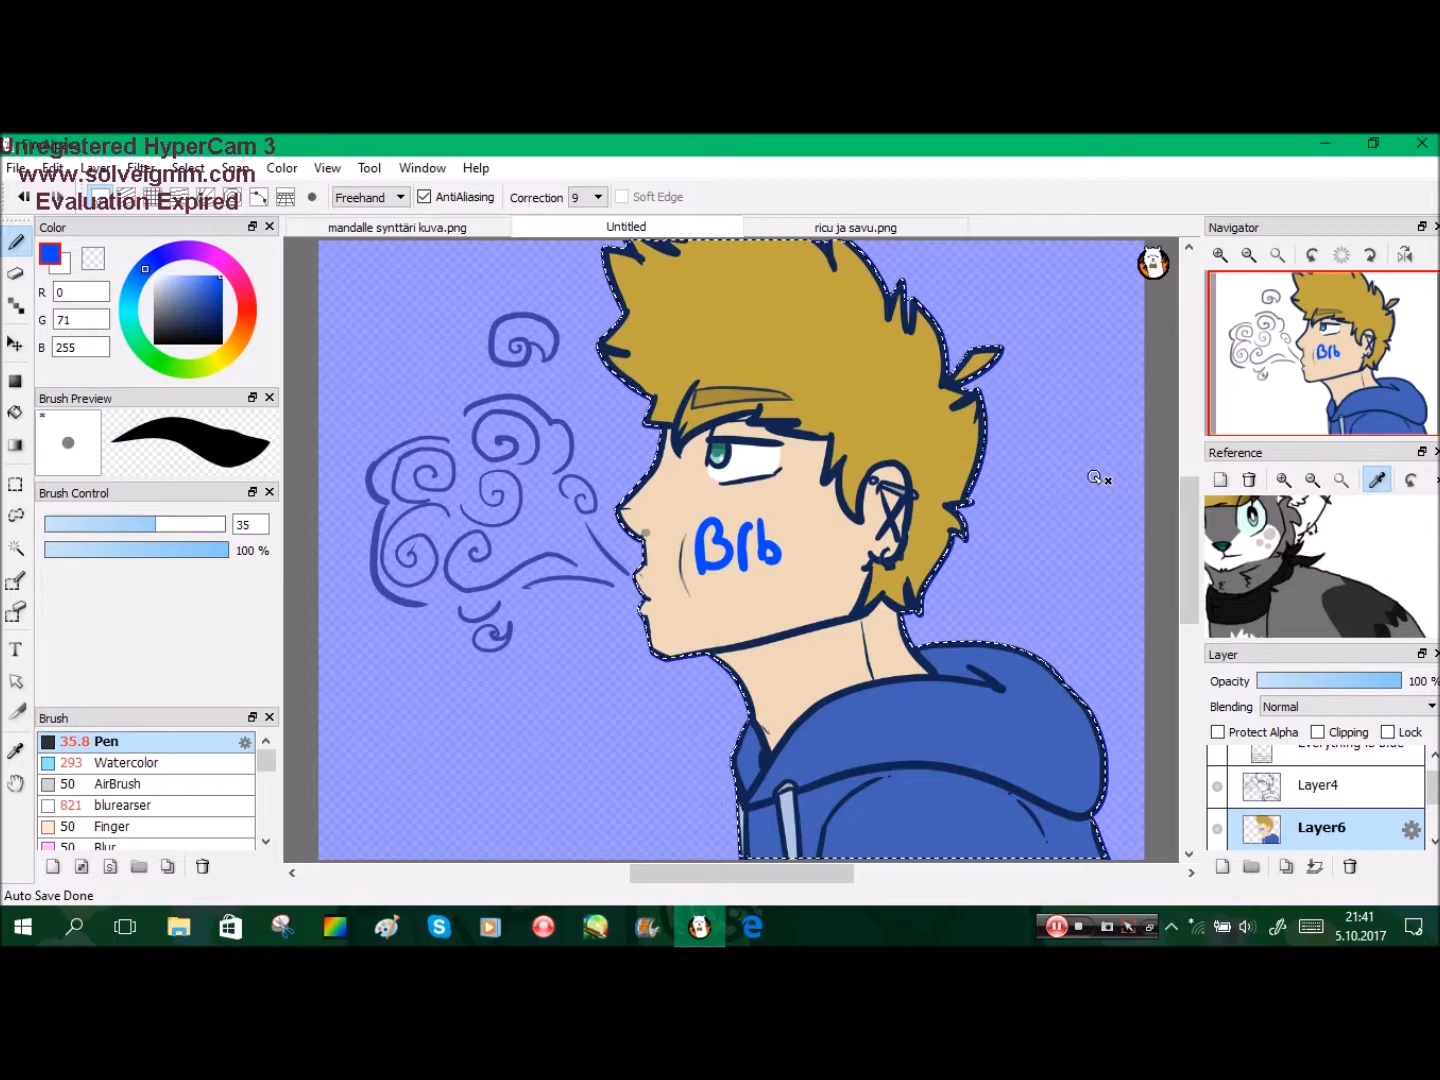 Unregistered HyperCam 3
File Edit Layer Filter Select Snap Color View Tool Window Help
www.solveigmm.com
Evaluation Expired
Freehand AntiAliasing Correction 9 Soft Edge
Color
mandalle synttäri kuva.png Untitled ricu ja savu.png
Navigator
R 0
G 71
B 255
Brush Preview
*
Brush Control
35
100 %
Brb
Brb
Reference
Layer
Opacity 100 %
Blending Normal
Protect Alpha Clipping Lock
Everything is blue
Layer4
Layer6
Brush
35.8 Pen
293 Watercolor
50 AirBrush
821 blurearser
50 Finger
50 Blur
Auto Save Done
21:41
5.10.2017